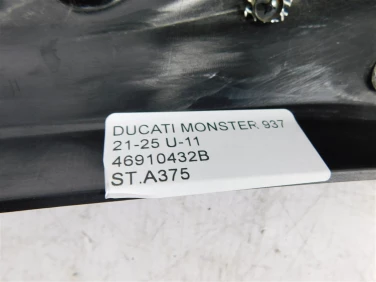 DUCATI MONSTER 937
21-25 U-11
46910432B
ST.A375